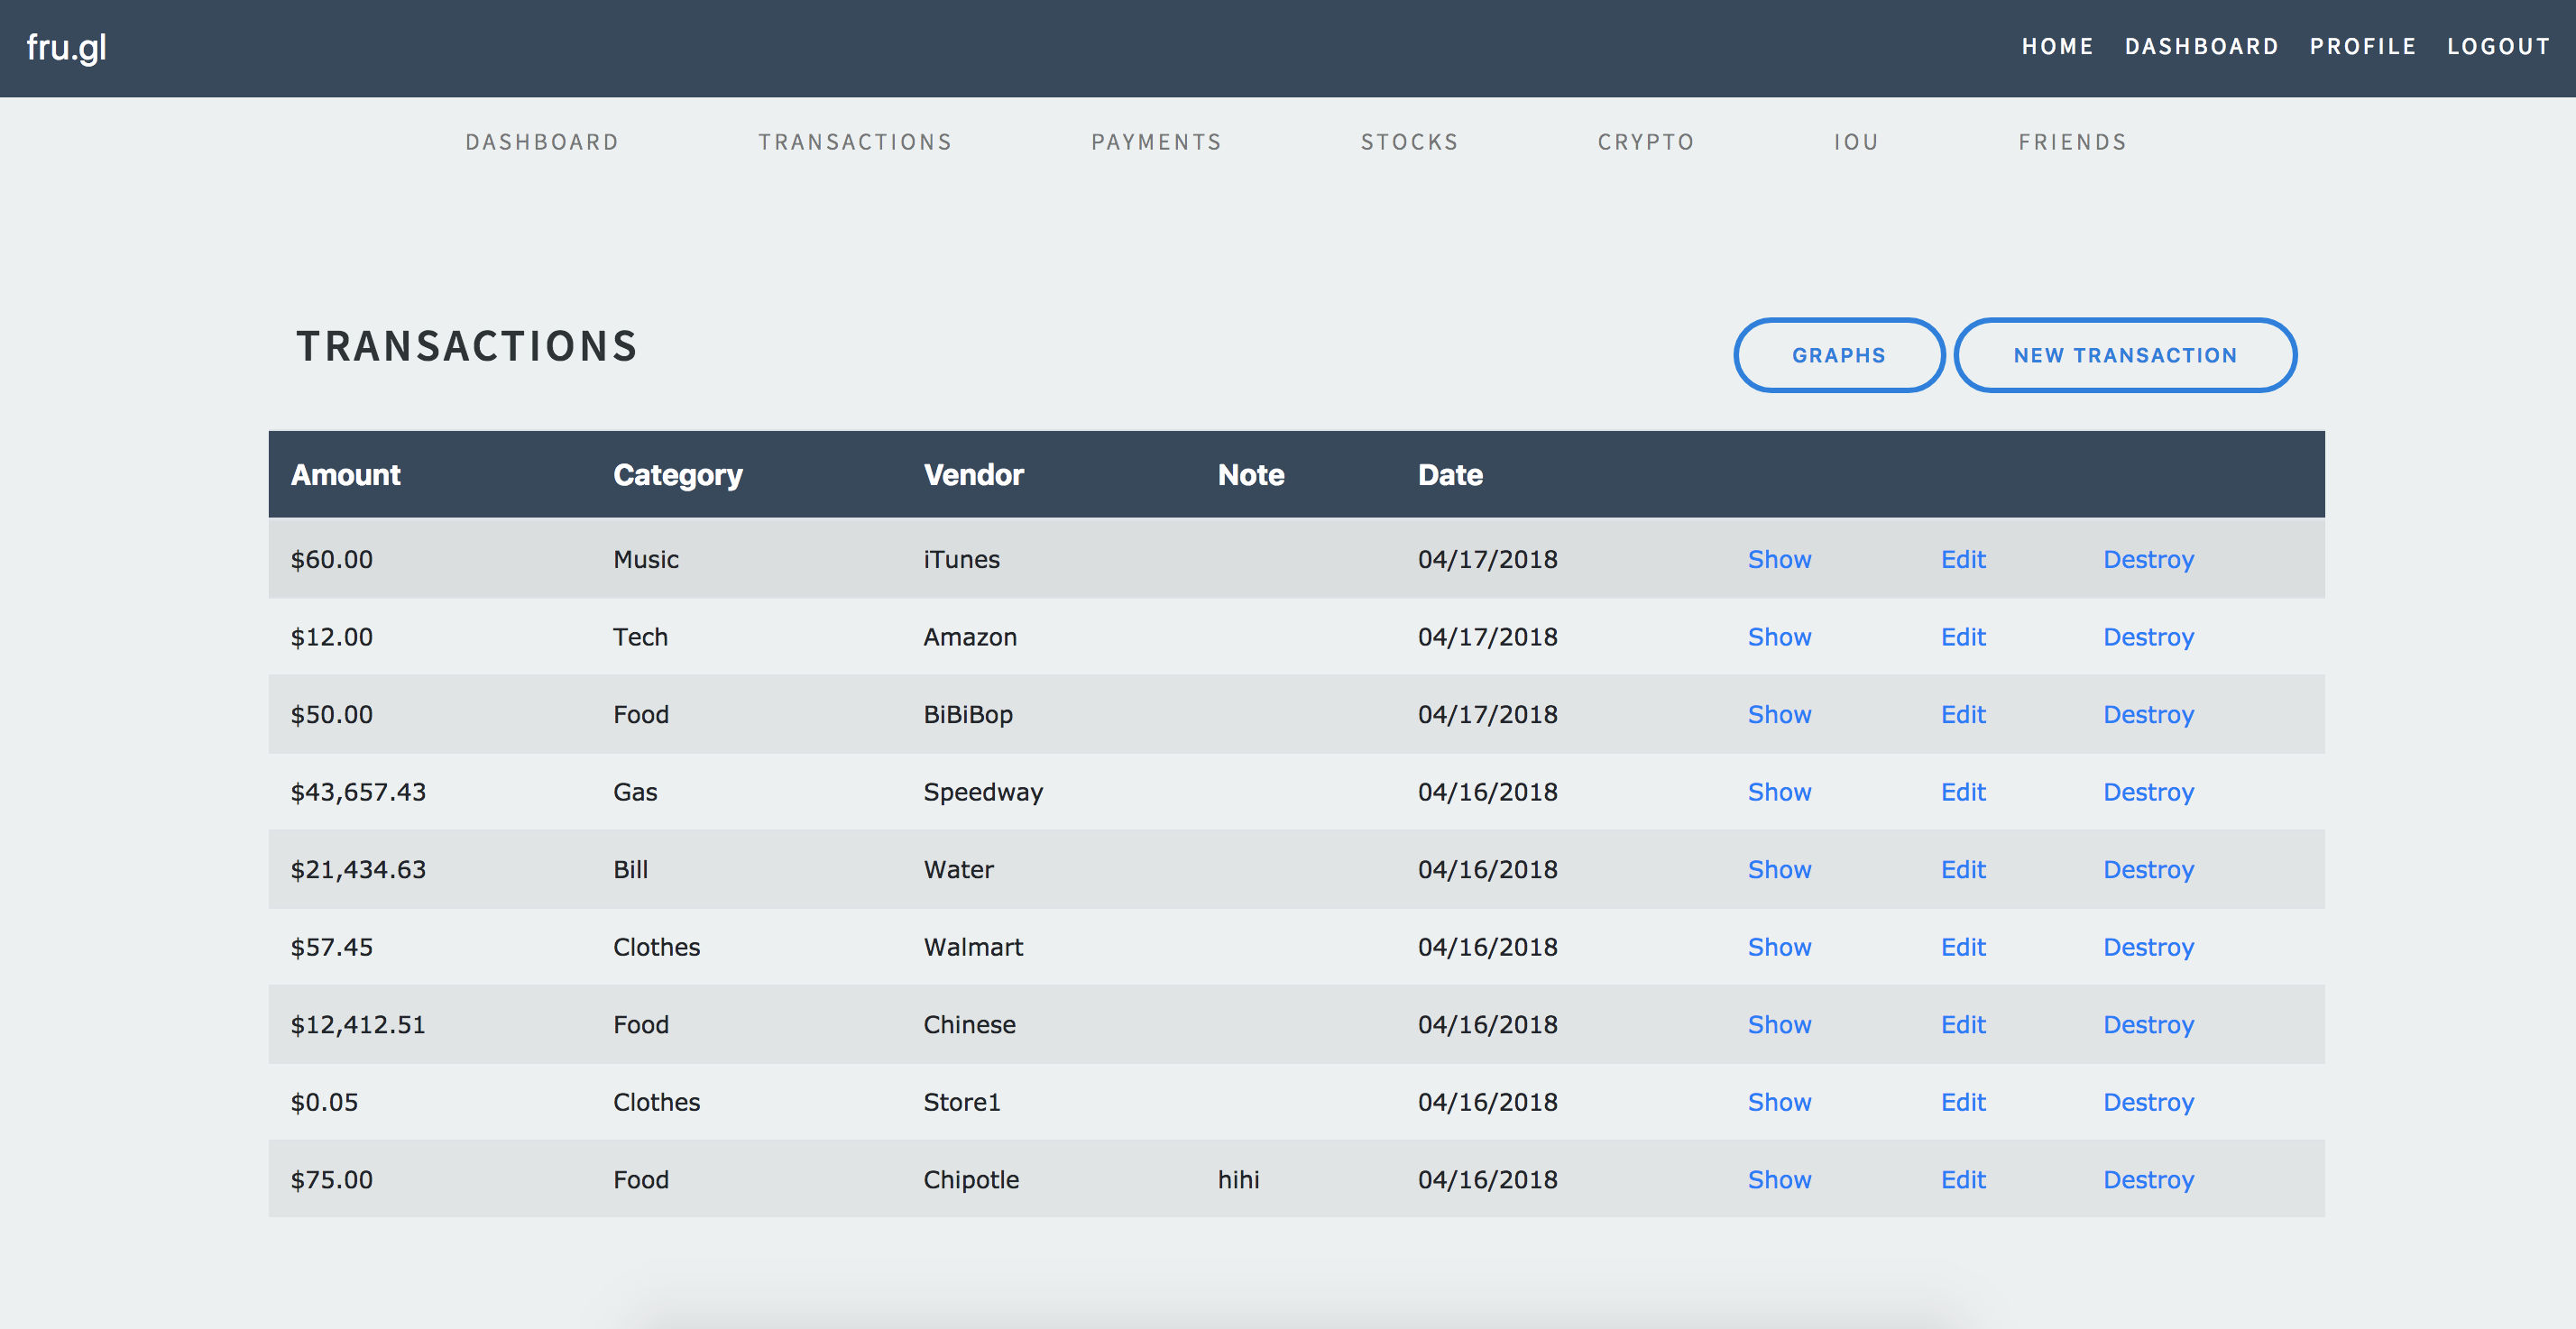 fru.gl HOME DASHBOARD PROFILE LOGOUT
DASHBOARD TRANSACTIONS PAYMENTS STOCKS CRYPTO IOU FRIENDS
TRANSACTIONS GRAPHS NEW TRANSACTION
Amount Category Vendor Note Date
$60.00 Music iTunes 04/17/2018 Show Edit Destroy
$12.00 Tech Amazon 04/17/2018 Show Edit Destroy
$50.00 Food BiBiBop 04/17/2018 Show Edit Destroy
$43,657.43 Gas Speedway 04/16/2018 Show Edit Destroy
$21,434.63 Bill Water 04/16/2018 Show Edit Destroy
$57.45 Clothes Walmart 04/16/2018 Show Edit Destroy
$12,412.51 Food Chinese 04/16/2018 Show Edit Destroy
$0.05 Clothes Store1 04/16/2018 Show Edit Destroy
$75.00 Food Chipotle hihi 04/16/2018 Show Edit Destroy